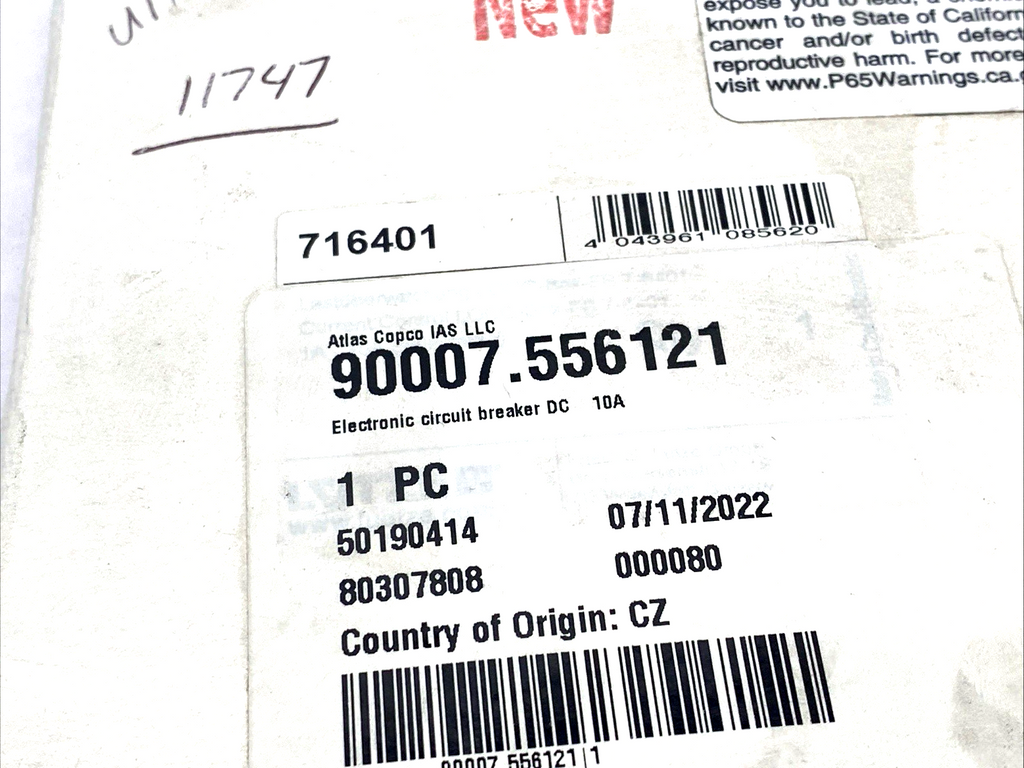 New
expose you to lead, a
known to the State of Californ
cancer and/or birth defect
reproductive harm. For more
visit www.P65Warnings.ca.
11747
716401
4 043961 085620
Atlas Copco IAS LLC
90007.556121
Electronic circuit breaker DC 10A
1 PC
50190414 07/11/2022
80307808 000080
Country of Origin: CZ
90007.556121|1